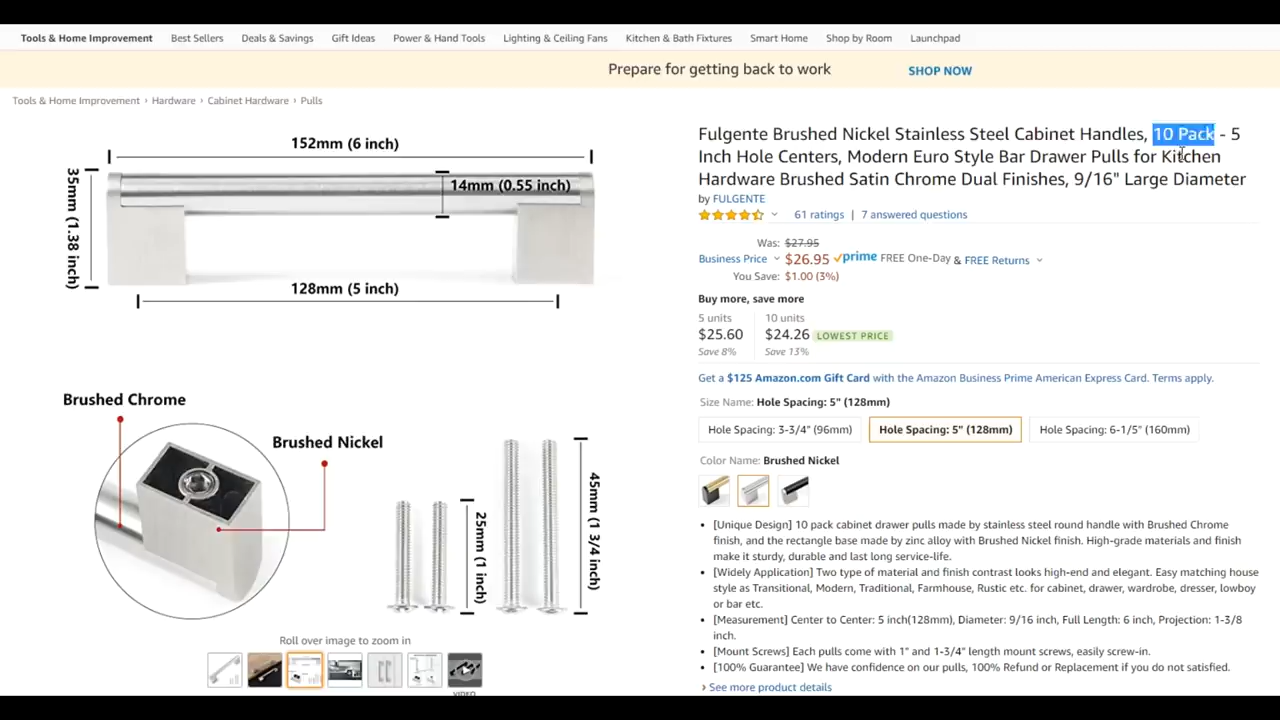 Tools & Home Improvement Best Sellers Deals & Savings Gift Ideas Power & Hand Tools Lighting & Ceiling Fans Kitchen & Bath Fixtures Smart Home Shop by Room Launchpad
Prepare for getting back to work SHOP NOW
Tools & Home Improvement › Hardware › Cabinet Hardware › Pulls
152mm (6 inch)
14mm (0.55 inch)
35mm (1.38 inch)
128mm (5 inch)
Brushed Chrome
Brushed Nickel
25mm (1 inch)
45mm (1 3/4 inch)
Roll over image to zoom in
VIDEO
Fulgente Brushed Nickel Stainless Steel Cabinet Handles, 10 Pack - 5
Inch Hole Centers, Modern Euro Style Bar Drawer Pulls for Kitchen
Hardware Brushed Satin Chrome Dual Finishes, 9/16" Large Diameter
by FULGENTE
61 ratings | 7 answered questions
Was: $27.95
Business Price $26.95 prime FREE One-Day & FREE Returns
You Save: $1.00 (3%)
Buy more, save more
5 units 10 units
$25.60 $24.26 LOWEST PRICE
Save 8% Save 13%
Get a $125 Amazon.com Gift Card with the Amazon Business Prime American Express Card. Terms apply.
Size Name: Hole Spacing: 5" (128mm)
Hole Spacing: 3-3/4" (96mm) Hole Spacing: 5" (128mm) Hole Spacing: 6-1/5" (160mm)
Color Name: Brushed Nickel
• [Unique Design] 10 pack cabinet drawer pulls made by stainless steel round handle with Brushed Chrome
finish, and the rectangle base made by zinc alloy with Brushed Nickel finish. High-grade materials and finish
make it sturdy, durable and last long service-life.
• [Widely Application] Two type of material and finish contrast looks high-end and elegant. Easy matching house
style as Transitional, Modern, Traditional, Farmhouse, Rustic etc. for cabinet, drawer, wardrobe, dresser, lowboy
or bar etc.
• [Measurement] Center to Center: 5 inch(128mm), Diameter: 9/16 inch, Full Length: 6 inch, Projection: 1-3/8
inch.
• [Mount Screws] Each pulls come with 1" and 1-3/4" length mount screws, easily screw-in.
• [100% Guarantee] We have confidence on our pulls, 100% Refund or Replacement if you do not satisfied.
› See more product details